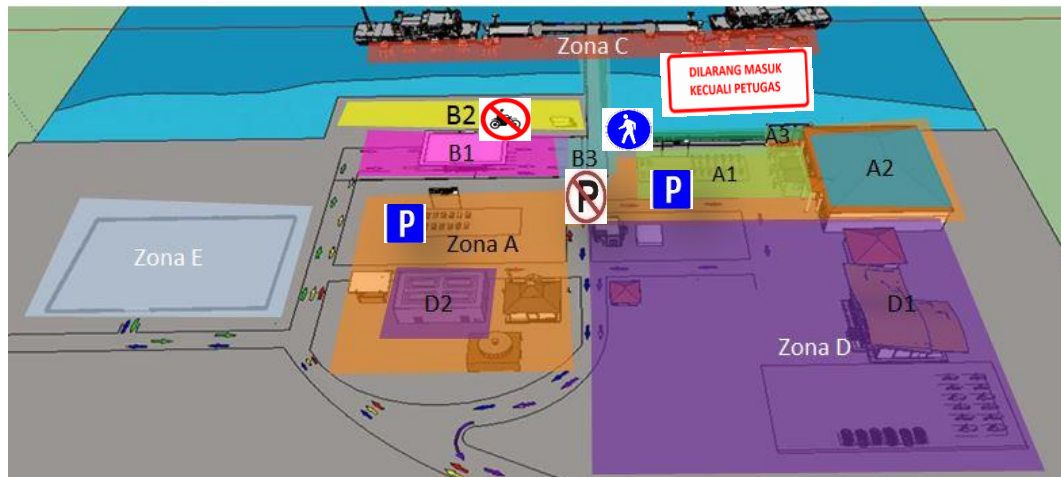 Zona C
DILARANG MASUK
KECUALI PETUGAS
B2
B1
B3
A3
A1
A2
P
P
P
Zona A
Zona E
D2
D1
Zona D